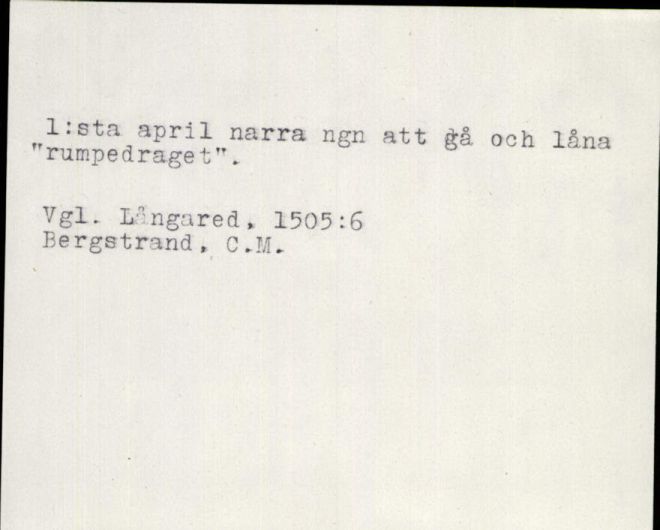 1:sta april narra ngn att gå och låna
"rumpedraget".
Vgl. Långared, 1505:6
Bergstrand, C.M.